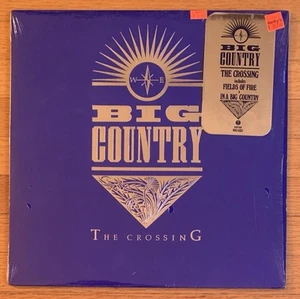 W E
BIG
COUNTRY
THE CROSSING
BIG
COUNTRY
THE CROSSING
includes
FIELDS OF FIRE
IN A BIG COUNTRY